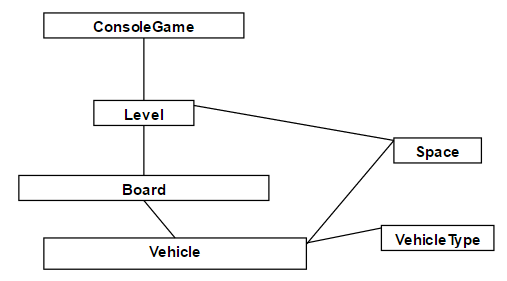 ConsoleGame
Level
Space
Board
VehicleType
Vehicle